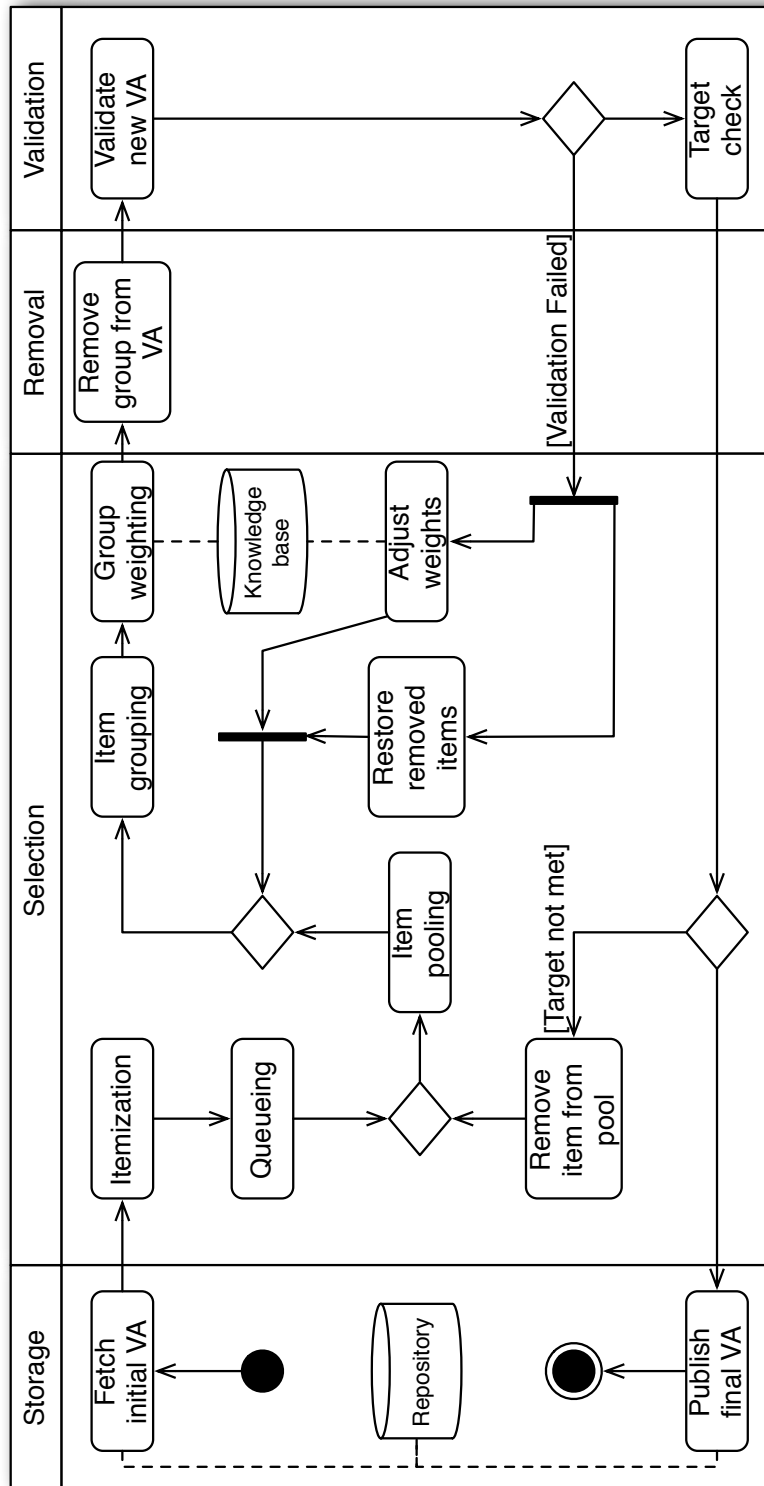 Storage
Selection
Removal
Validation
Fetch
initial VA
Itemization
Item
grouping
Group
weighting
Remove
group from
VA
Validate
new VA
Queueing
Knowledge
base
Repository
Item
pooling
Restore
removed
items
Adjust
weights
Remove
item from
pool
[Target not met]
[Validation Failed]
Publish
final VA
Target
check